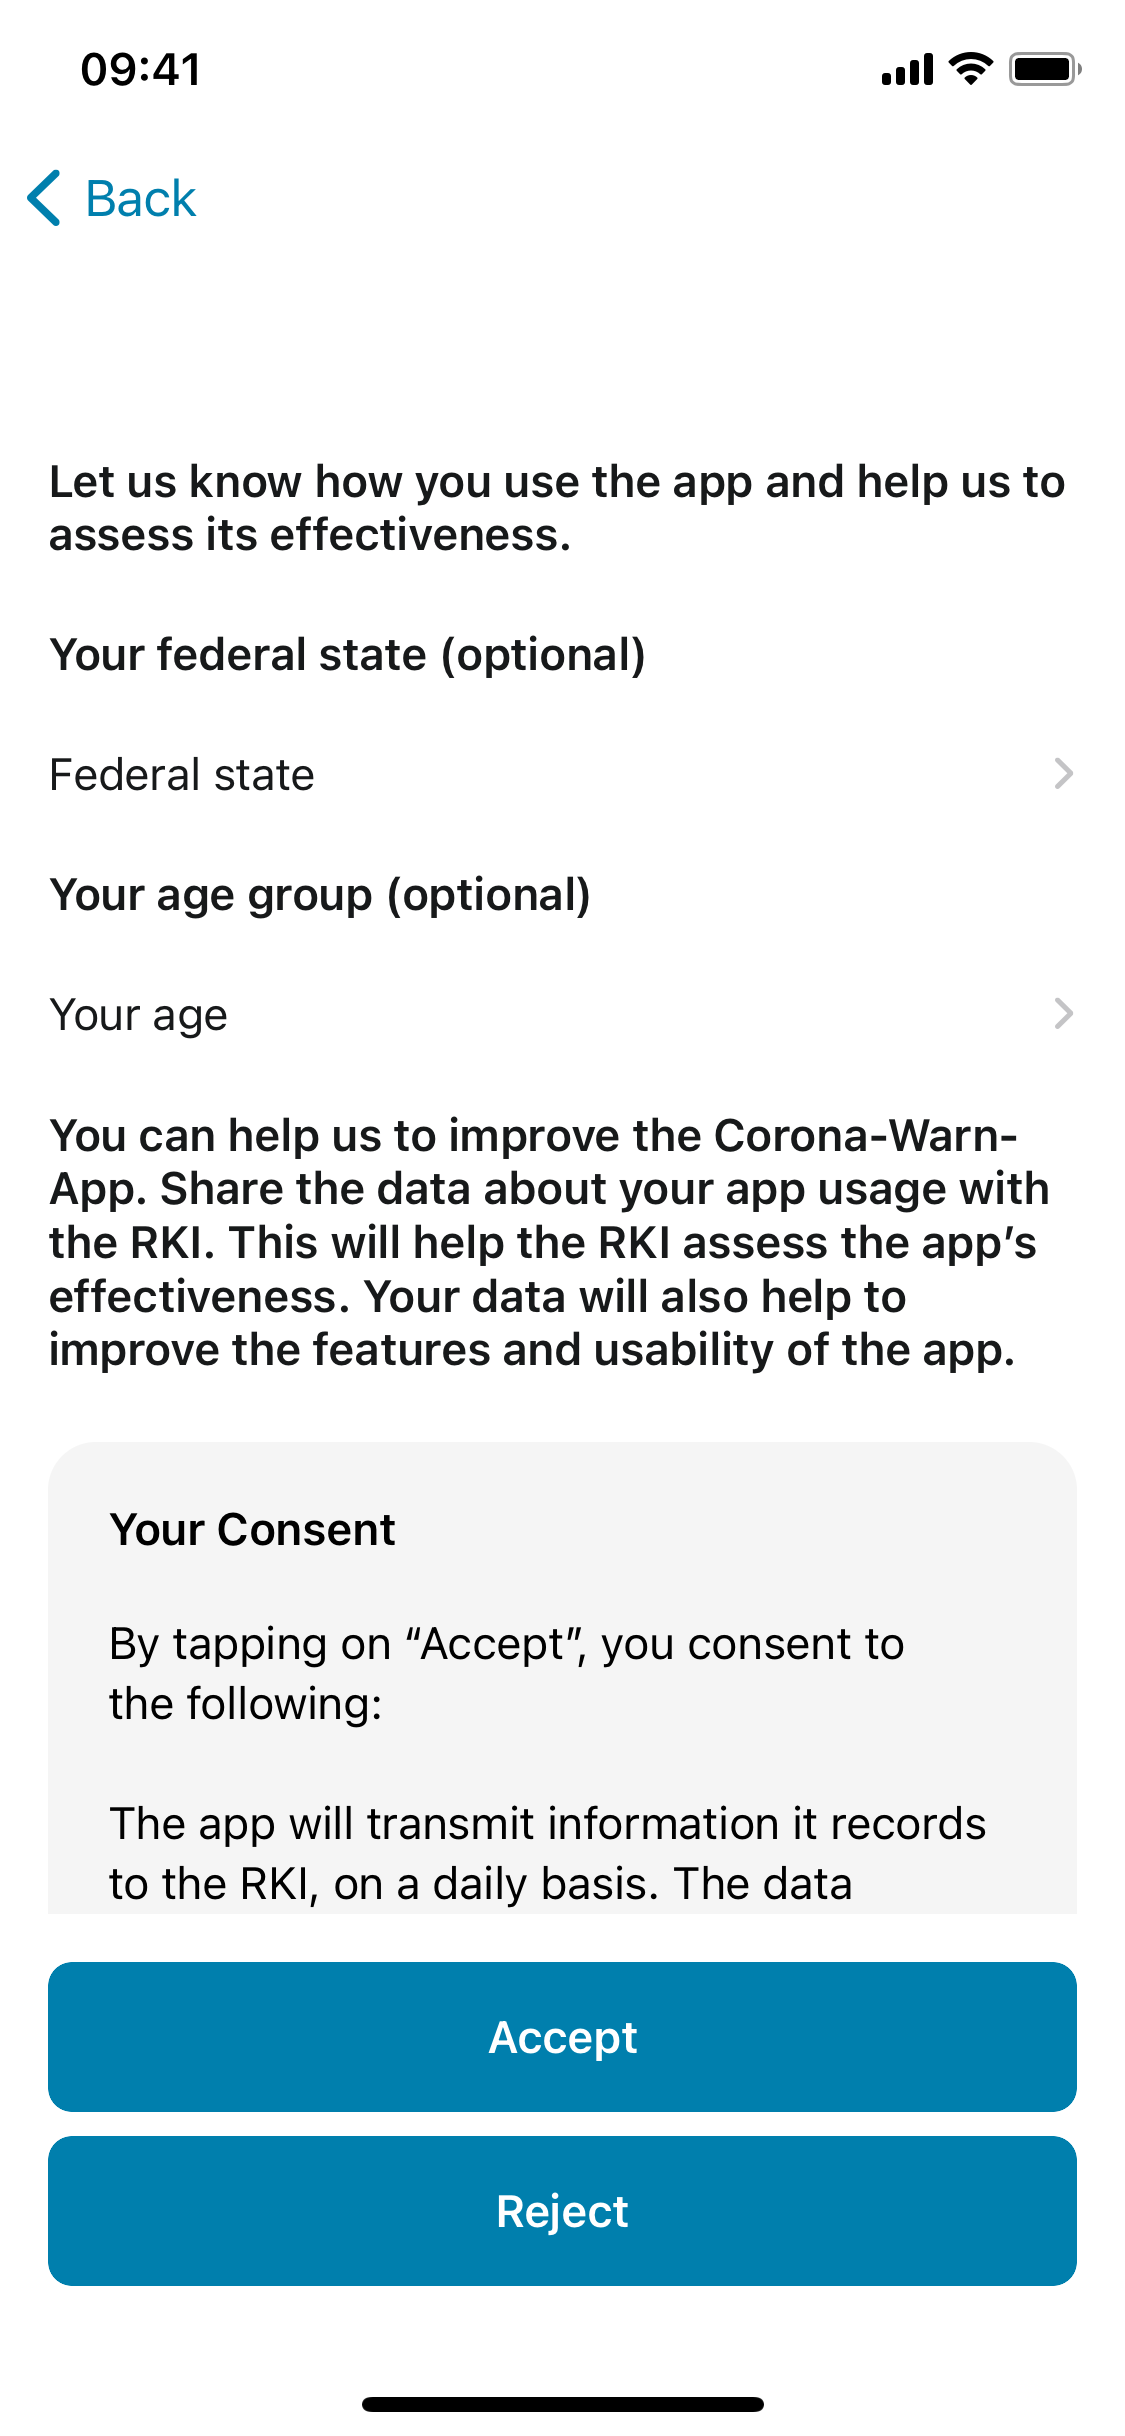 09:41
Back
Let us know how you use the app and help us to
assess its effectiveness.
Your federal state (optional)
Federal state
Your age group (optional)
Your age
You can help us to improve the Corona-Warn-
App. Share the data about your app usage with
the RKI. This will help the RKI assess the app’s
effectiveness. Your data will also help to
improve the features and usability of the app.
Your Consent
By tapping on “Accept”, you consent to
the following:
The app will transmit information it records
to the RKI, on a daily basis. The data
Accept
Reject